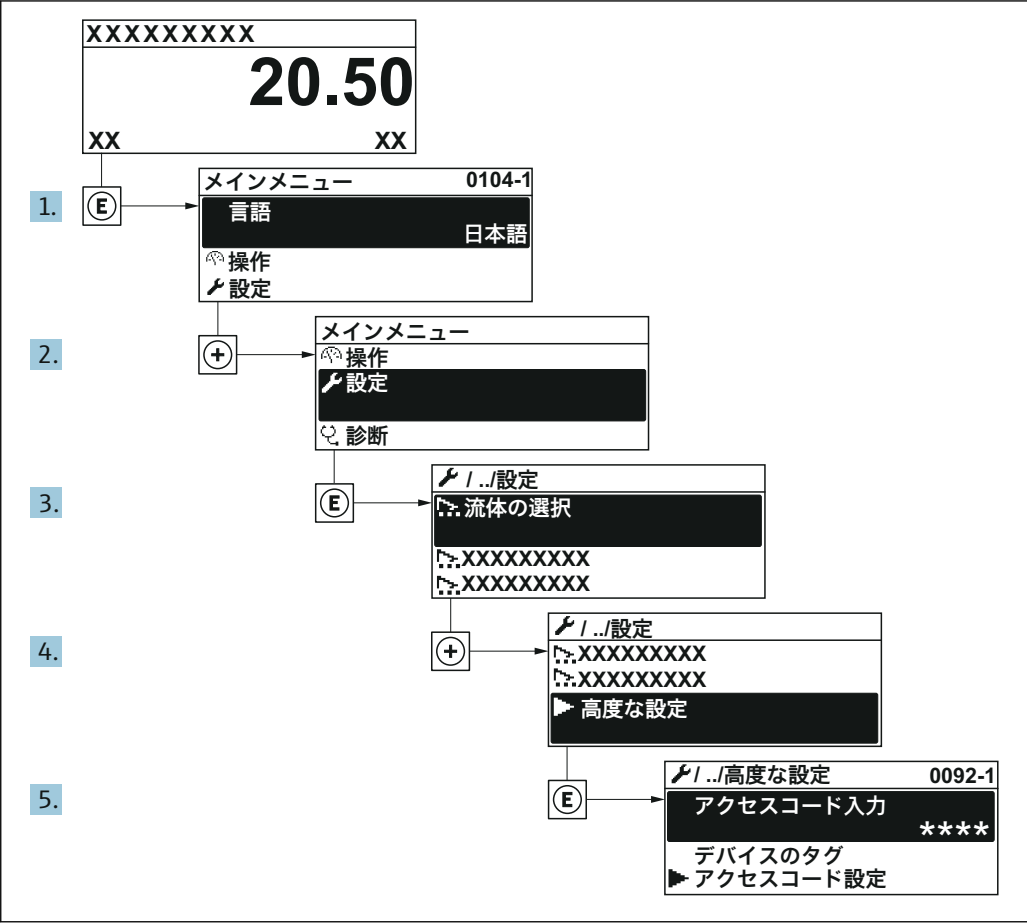 XXXXXXXXX
20.50
XX XX
1. E メインメニュー 0104-1
言語
日本語
操作
設定
2. + メインメニュー
操作
設定
診断
3. E / ../設定
流体の選択
XXXXXXXXX
XXXXXXXXX
4. + / ../設定
XXXXXXXXX
XXXXXXXXX
高度な設定
5. E / ../高度な設定 0092-1
アクセスコード入力
****
デバイスのタグ
アクセスコード設定